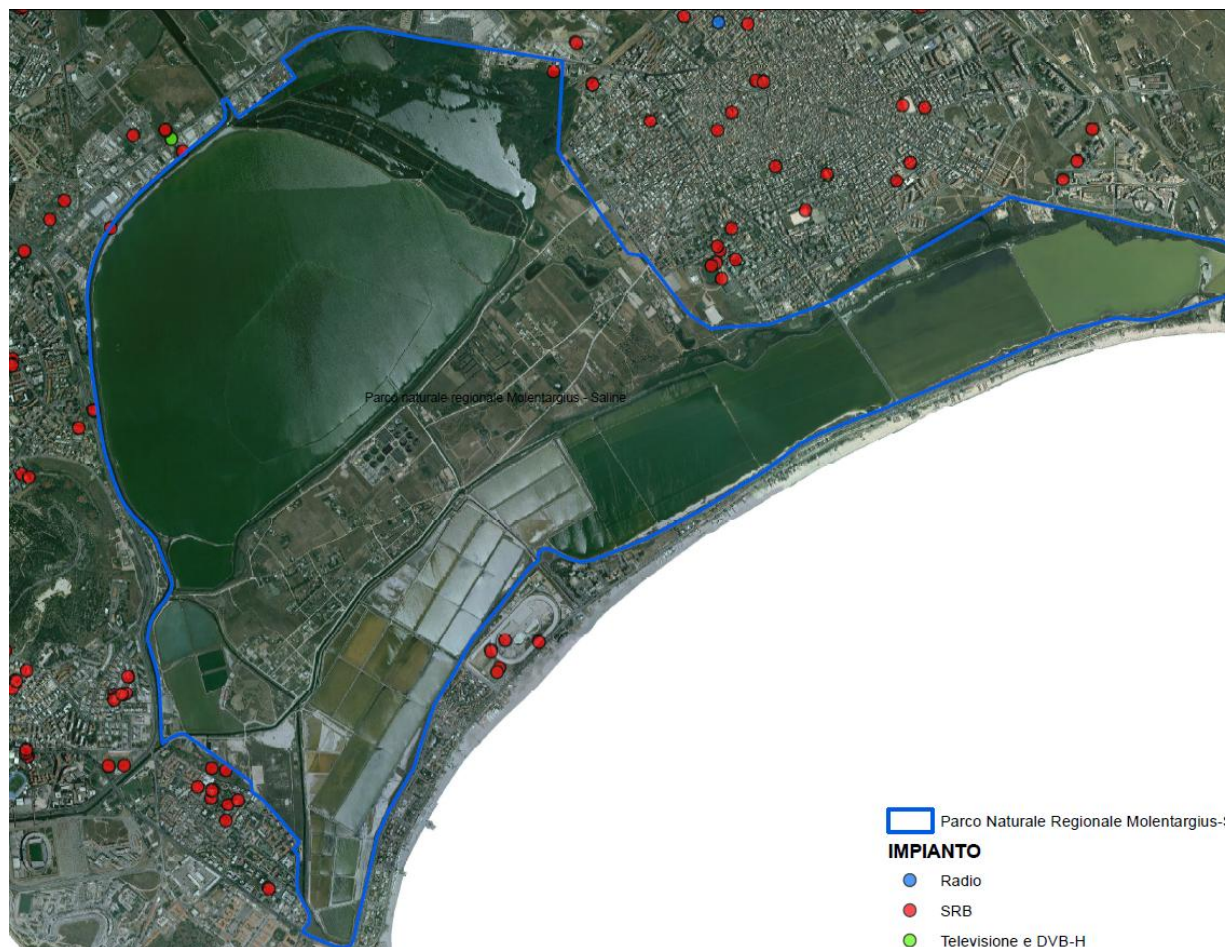 Parco naturale regionale Molentargius - Saline
Parco Naturale Regionale Molentargius-S
IMPIANTO
Radio
SRB
Televisione e DVB-H